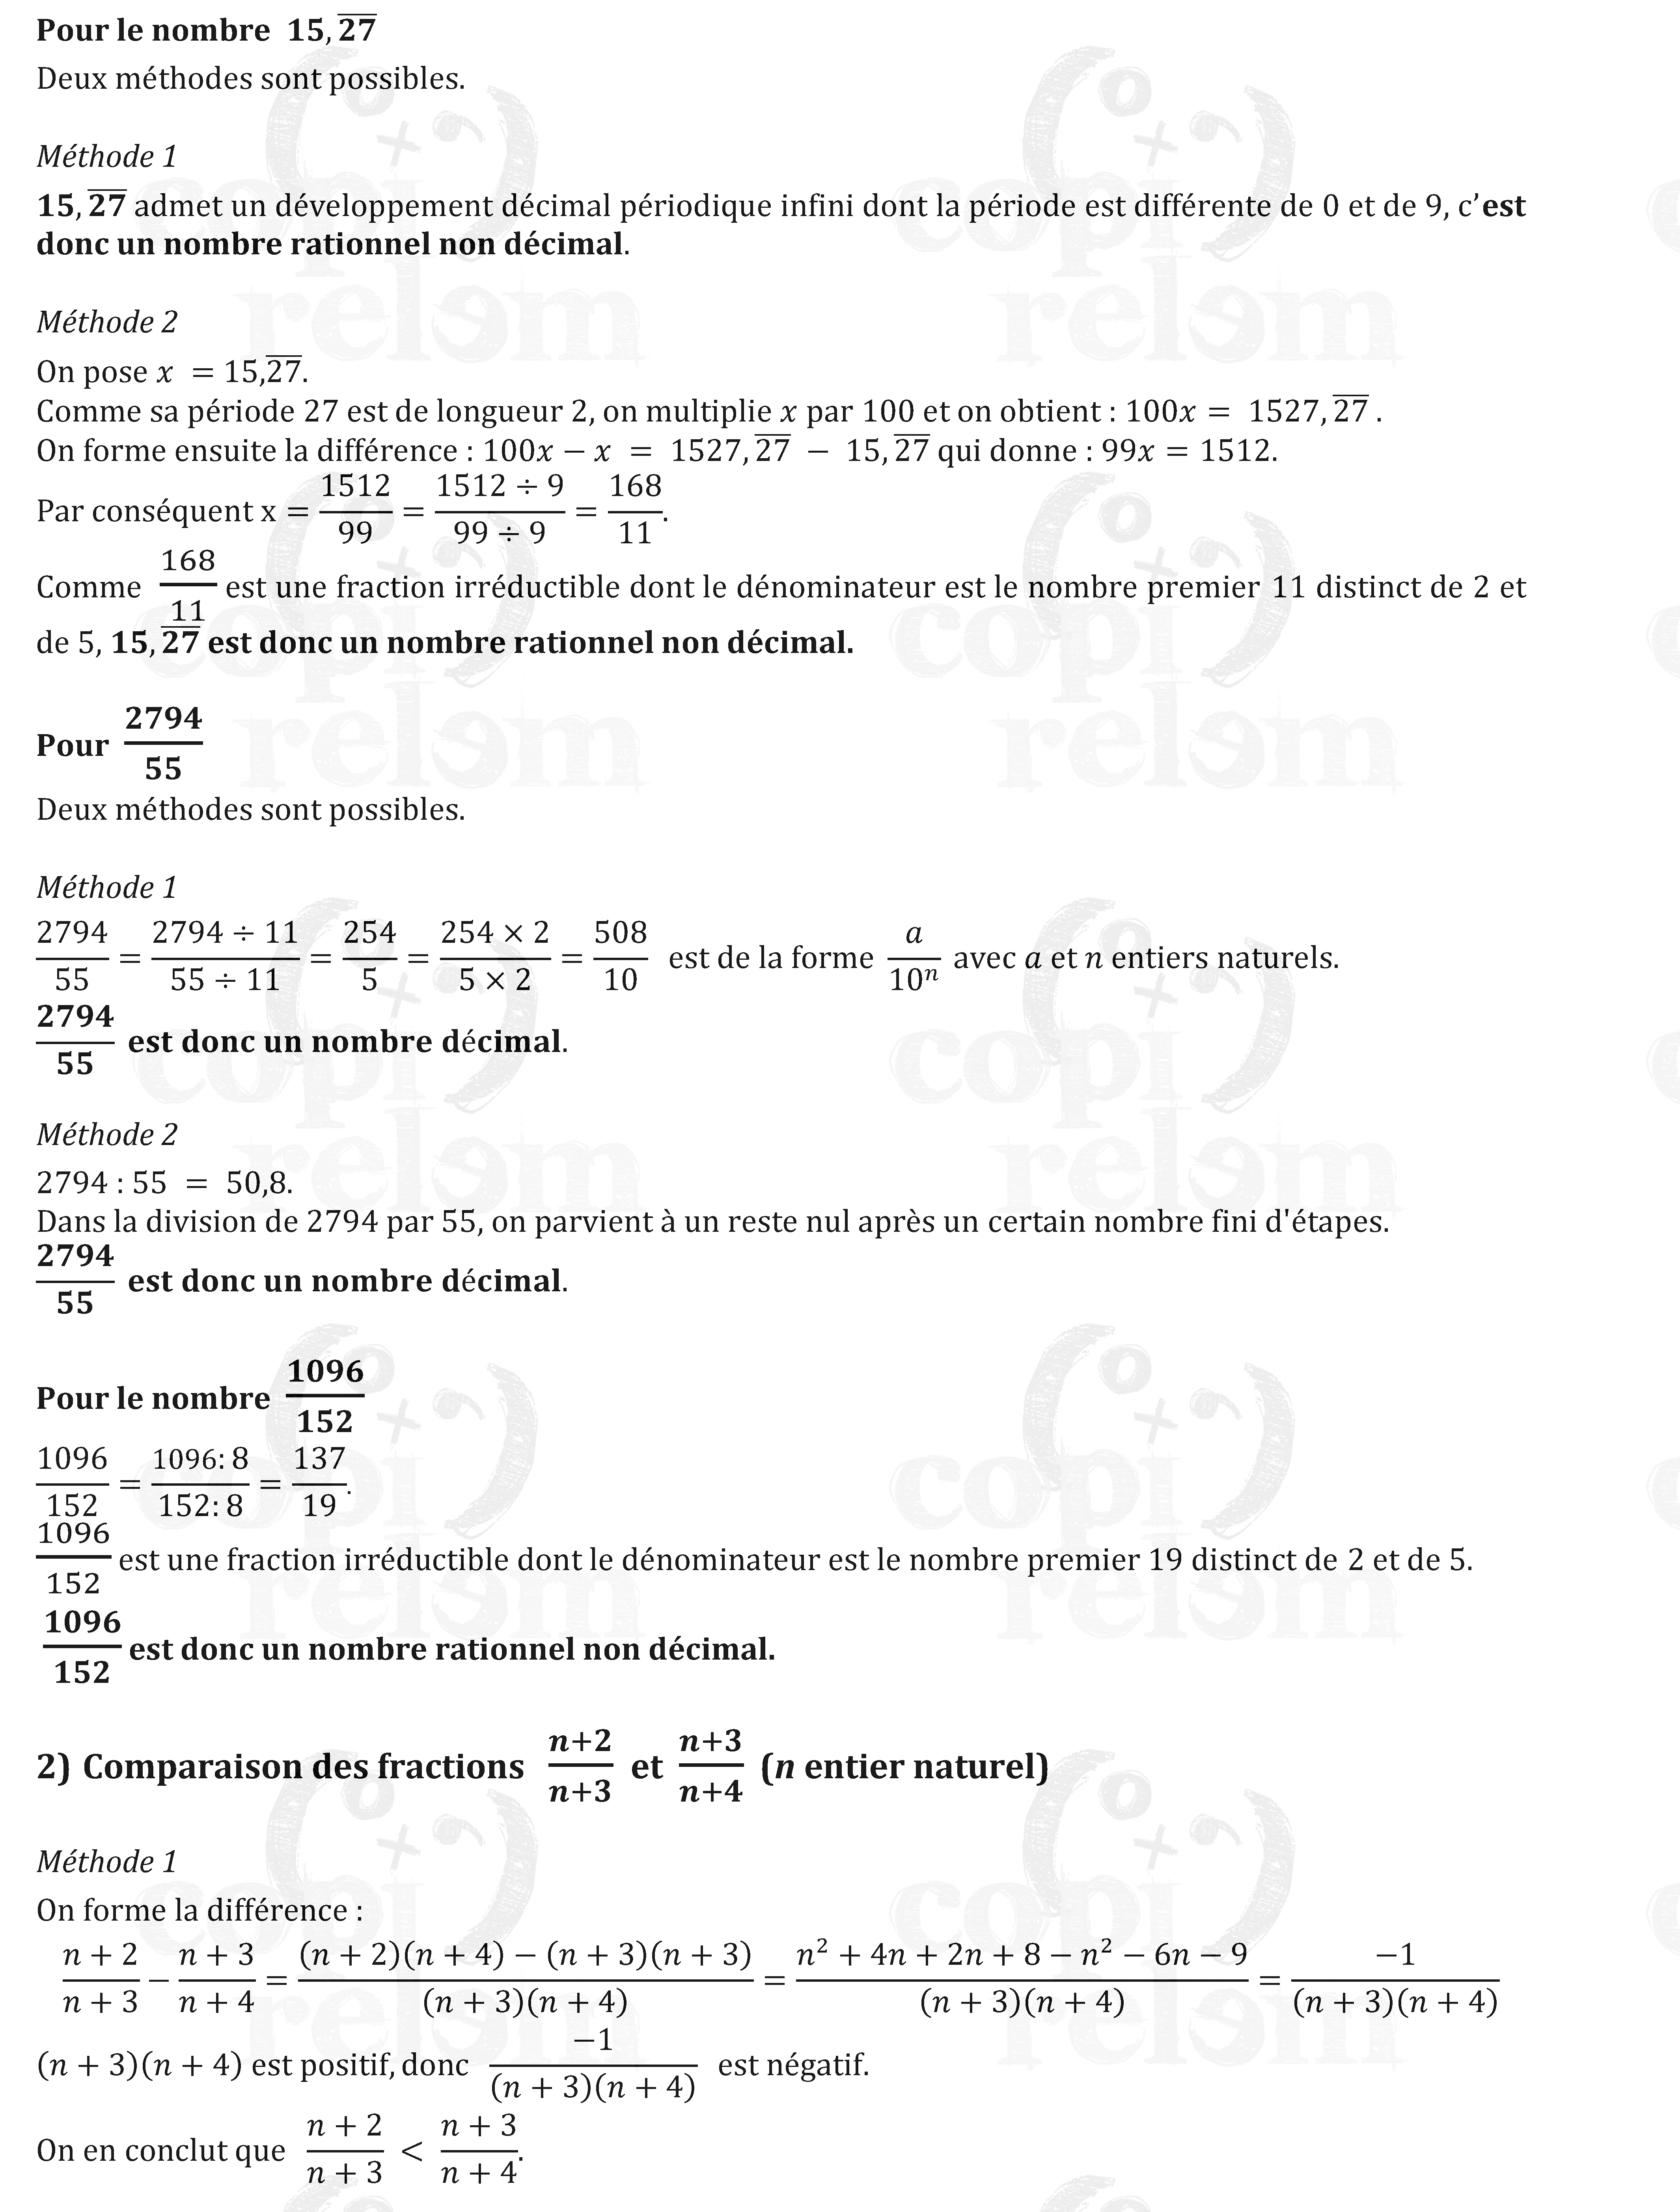 Pour le nombre 15, \overline{27}
Deux méthodes sont possibles.
Méthode 1
15, \overline{27} admet un développement décimal périodique infini dont la période est différente de 0 et de 9, c'est
donc un nombre rationnel non décimal.
Méthode 2
On pose x = 15,\overline{27}.
Comme sa période 27 est de longueur 2, on multiplie x par 100 et on obtient : 100x = 1527, \overline{27} .
On forme ensuite la différence : 100x − x = 1527, \overline{27} − 15, \overline{27} qui donne : 99x = 1512.
Par conséquent x = \frac{1512}{99} = \frac{1512 ÷ 9}{99 ÷ 9} = \frac{168}{11}.
Comme \frac{168}{11} est une fraction irréductible dont le dénominateur est le nombre premier 11 distinct de 2 et
de 5, 15, \overline{27} est donc un nombre rationnel non décimal.
Pour \frac{2794}{55}
Deux méthodes sont possibles.
Méthode 1
\frac{2794}{55} = \frac{2794 ÷ 11}{55 ÷ 11} = \frac{254}{5} = \frac{254 × 2}{5 × 2} = \frac{508}{10} est de la forme \frac{a}{10^n} avec a et n entiers naturels.
\frac{2794}{55} est donc un nombre décimal.
Méthode 2
2794 : 55 = 50,8.
Dans la division de 2794 par 55, on parvient à un reste nul après un certain nombre fini d'étapes.
\frac{2794}{55} est donc un nombre décimal.
Pour le nombre \frac{1096}{152}
\frac{1096}{152} = \frac{1096: 8}{152: 8} = \frac{137}{19}.
\frac{1096}{152} est une fraction irréductible dont le dénominateur est le nombre premier 19 distinct de 2 et de 5.
\frac{1096}{152} est donc un nombre rationnel non décimal.
2) Comparaison des fractions \frac{n+2}{n+3} et \frac{n+3}{n+4} (n entier naturel)
Méthode 1
On forme la différence :
\frac{n + 2}{n + 3} − \frac{n + 3}{n + 4} = \frac{(n + 2)(n + 4) − (n + 3)(n + 3)}{(n + 3)(n + 4)} = \frac{n^2 + 4n + 2n + 8 − n^2 − 6n − 9}{(n + 3)(n + 4)} = \frac{−1}{(n + 3)(n + 4)}
(n + 3)(n + 4) est positif, donc \frac{−1}{(n + 3)(n + 4)} est négatif.
On en conclut que \frac{n + 2}{n + 3} < \frac{n + 3}{n + 4}.